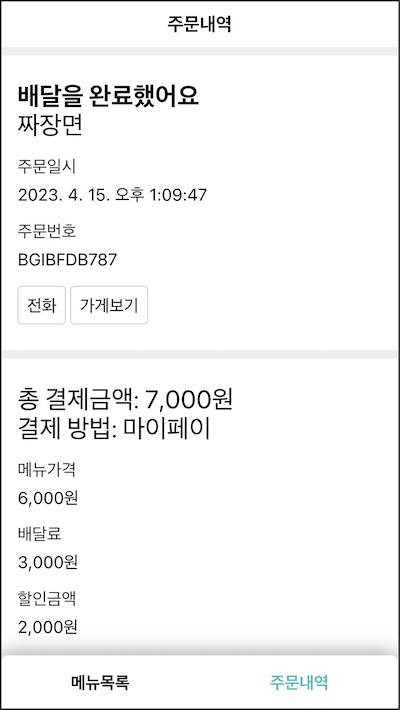 주문내역
배달을 완료했어요
짜장면
주문일시
2023. 4. 15. 오후 1:09:47
주문번호
BGIBFDB787
전화 가게보기
총 결제금액: 7,000원
결제 방법: 마이페이
메뉴가격
6,000원
배달료
3,000원
할인금액
2,000원
메뉴목록 주문내역